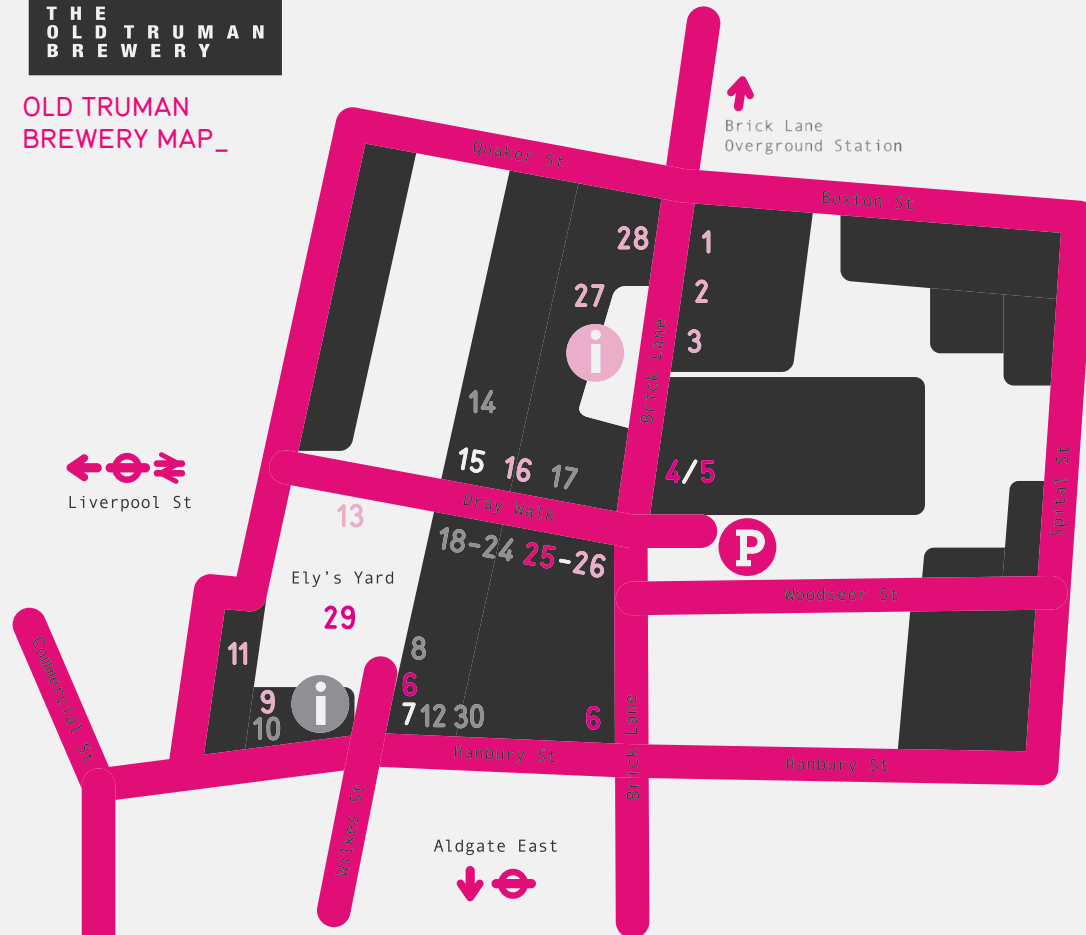 THE
OLD TRUMAN
BREWERY
OLD TRUMAN
BREWERY MAP_
Brick Lane
Overground Station
Quaker St
Buxton St
28
1
27
2
i
3
Brick Lane
14
15
16
17
4/5
Liverpool St
Dray Walk
Spital St
13
18-24
25-26
P
Ely's Yard
Woodseer St
29
11
8
Commercial St
6
9
i
7
12
30
6
10
Brick Lane
Hanbury St
Hanbury St
Wilkes St
Aldgate East